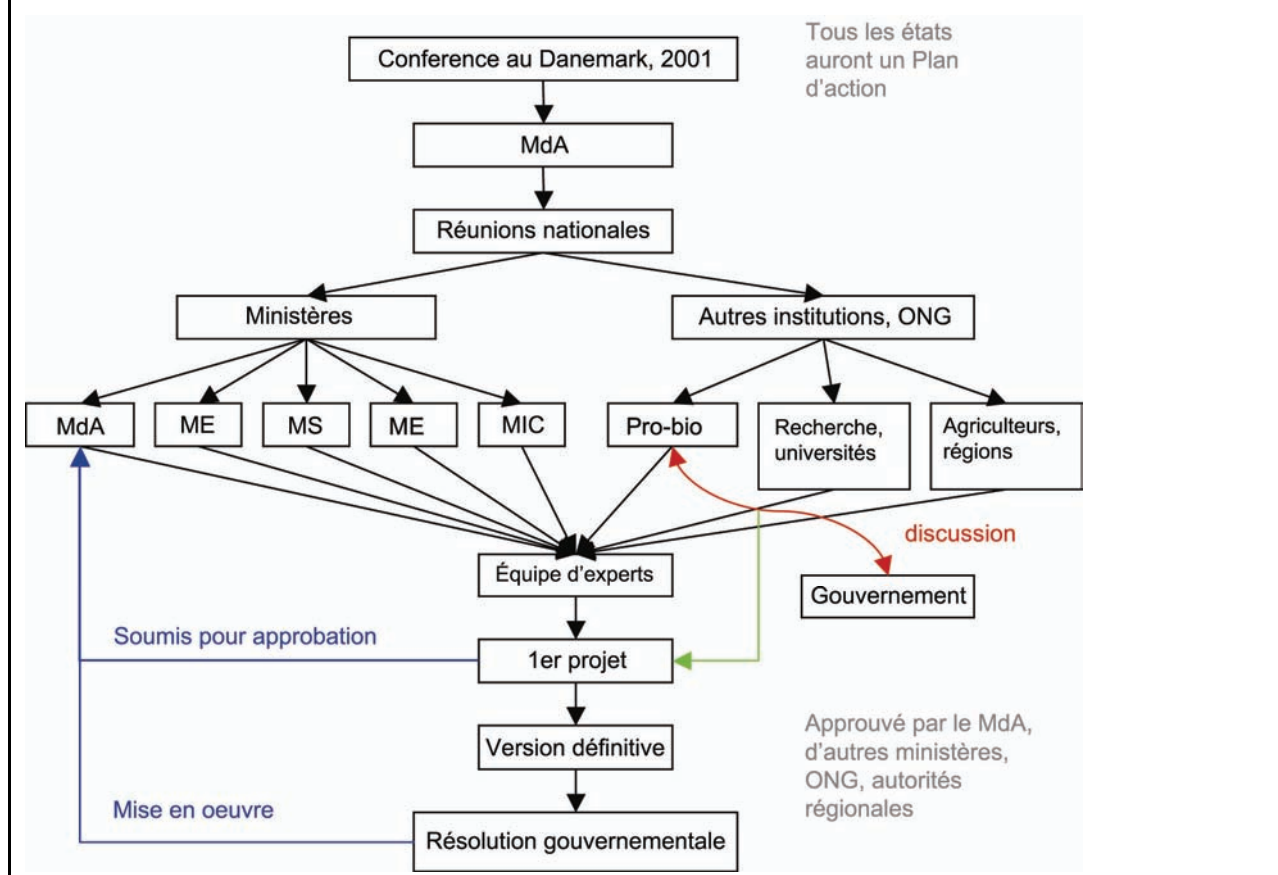 Tous les états
auront un Plan
d'action
Conference au Danemark, 2001
MdA
Réunions nationales
Ministères
Autres institutions, ONG
MdA
ME
MS
ME
MIC
Pro-bio
Recherche,
universités
Agriculteurs,
régions
discussion
Équipe d'experts
Gouvernement
Soumis pour approbation
1er projet
Approuvé par le MdA,
d'autres ministères,
ONG, autorités
régionales
Version définitive
Mise en oeuvre
Résolution gouvernementale